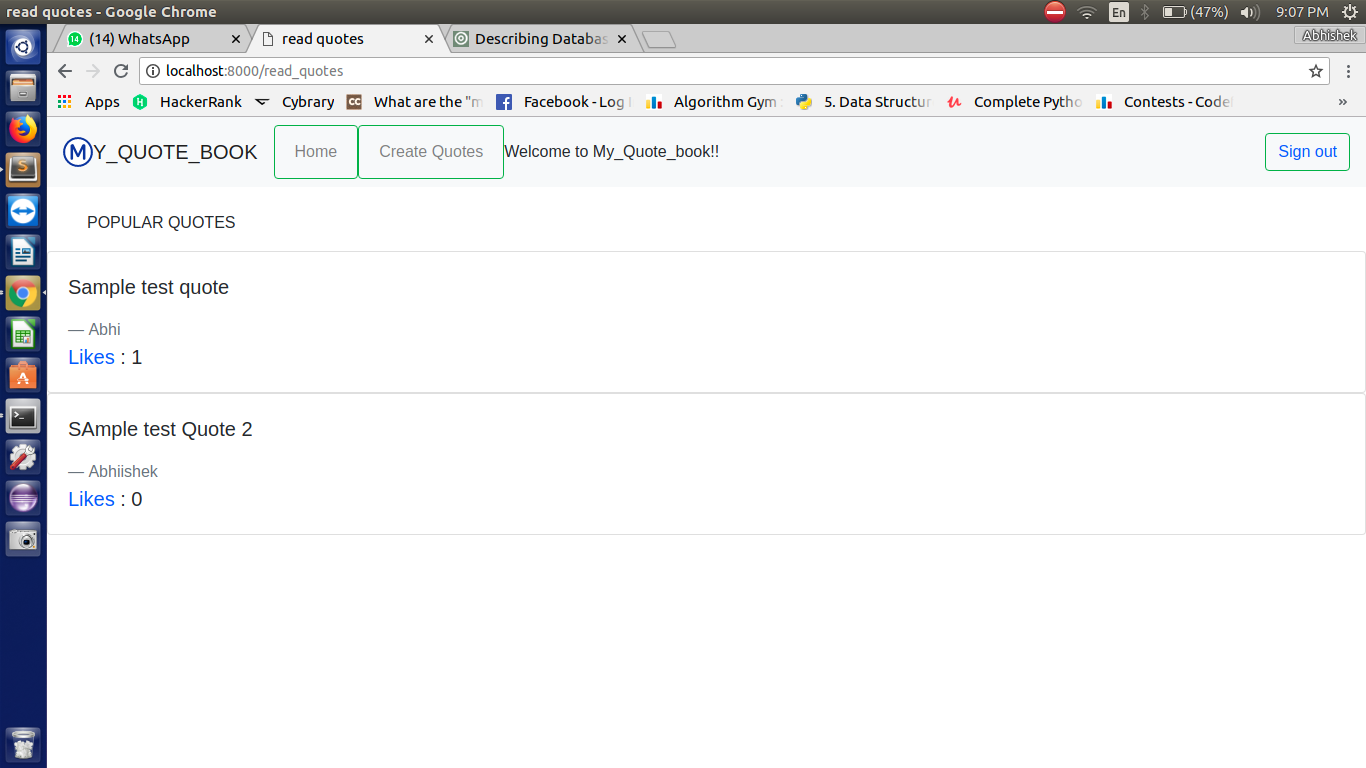 read quotes - Google Chrome
En
(47%)
9:07 PM
14
(14) WhatsApp
read quotes
Describing Databas
Abhishek
localhost:8000/read_quotes
Apps
HackerRank
Cybrary
CC
What are the "m
Facebook - Log
Algorithm Gym
5. Data Structur
Complete Pytho
Contests - Code
»
MY_QUOTE_BOOK
Home
Create Quotes
Welcome to My_Quote_book!!
Sign out
POPULAR QUOTES
Sample test quote
— Abhi
Likes : 1
SAmple test Quote 2
— Abhiishek
Likes : 0